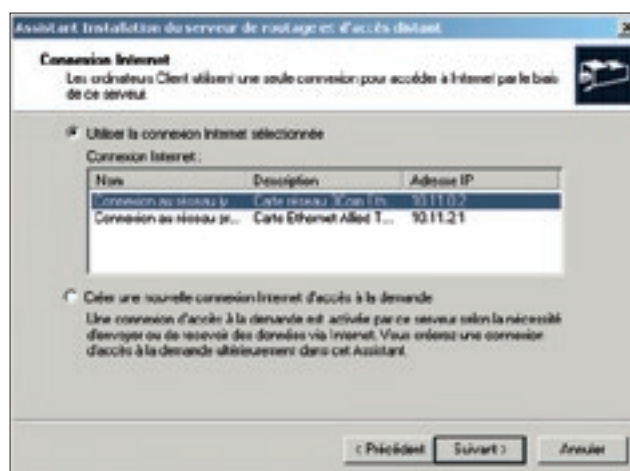 Assistant Installation du serveur de routage et d'accès distant
Connexion Internet
Les ordinateurs Client utilisent une seule connexion pour accéder à Internet par le biais
de ce serveur.
Utiliser la connexion Internet sélectionnée
Connexion Internet :
Nom Description Adresse IP
Connexion au réseau Carte réseau 3Com Eth... 10.11.0.2
Connexion au réseau pr... Carte Ethernet Allied T... 10.11.2.1
Créer une nouvelle connexion Internet d'accès à la demande
Une connexion d'accès à la demande est activée par ce serveur selon la nécessité
d'envoyer ou de recevoir des données via Internet. Vous créerez une connexion
d'accès à la demande ultérieurement dans cet Assistant.
< Précédent Suivant > Annuler